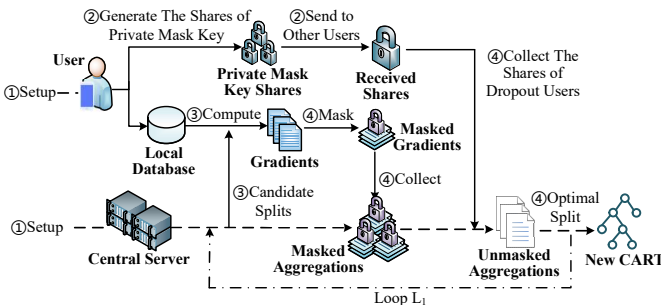 ②Generate The Shares of
Private Mask Key
②Send to
Other Users
User
①Setup
Private Mask
Key Shares
Received
Shares
④Collect The
Shares of
Dropout Users
③Compute
④Mask
Local
Database
Gradients
Masked
Gradients
③Candidate
Splits
④Collect
①Setup
Central Server
Masked
Aggregations
Unmasked
Aggregations
④Optimal
Split
New CART
Loop L₁